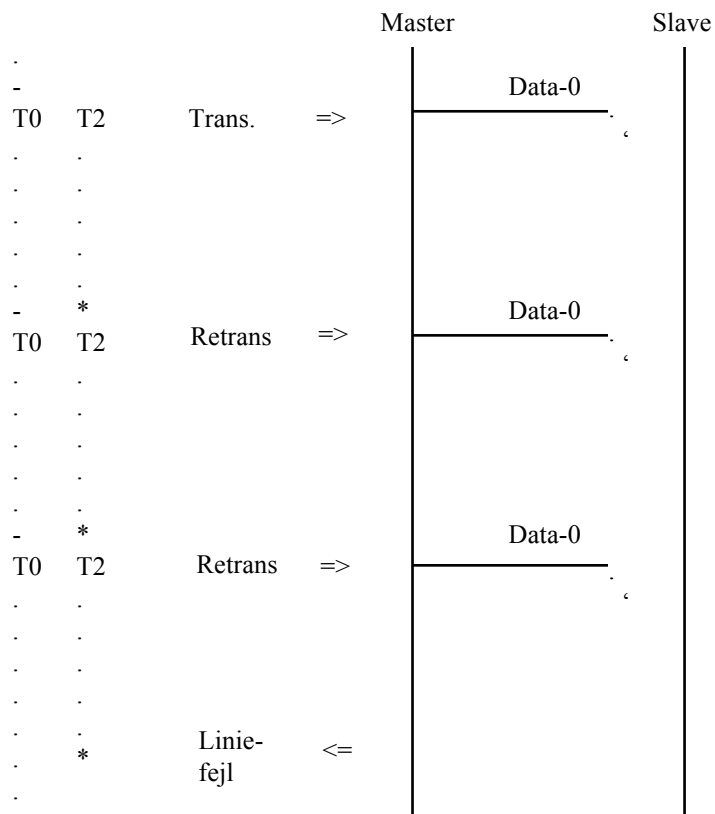 Master Slave
.
-
Data-0
T0 T2 Trans. =>
. .
. .
. .
. .
. .
- *
Data-0
T0 T2 Retrans =>
. .
. .
. .
. .
. .
- *
Data-0
T0 T2 Retrans =>
. .
. .
. .
. .
. .
. * Linie- <=
fejl
.